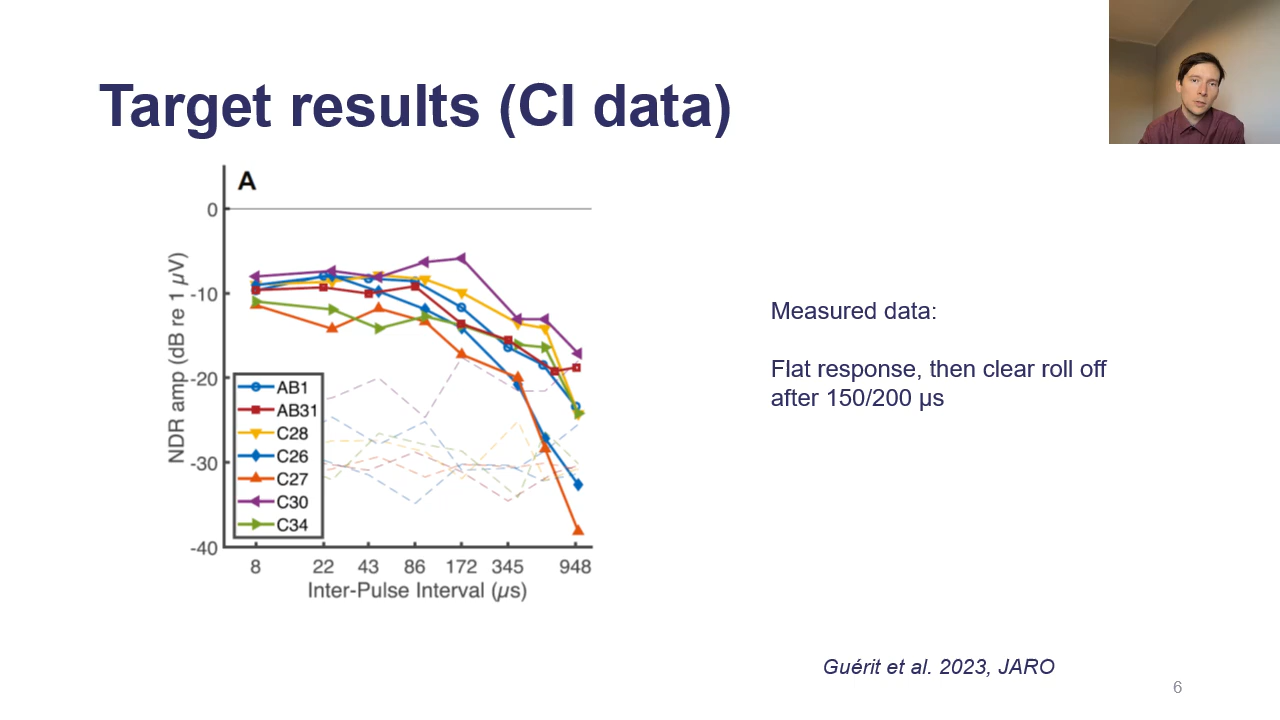 Target results (CI data)
A
NDR amp (dB re 1 µV)
0
-10
-20
-30
-40
AB1
AB31
C28
C26
C27
C30
C34
8 22 43 86 172 345 948
Inter-Pulse Interval (µs)
Measured data:
Flat response, then clear roll off
after 150/200 µs
Guérit et al. 2023, JARO
6